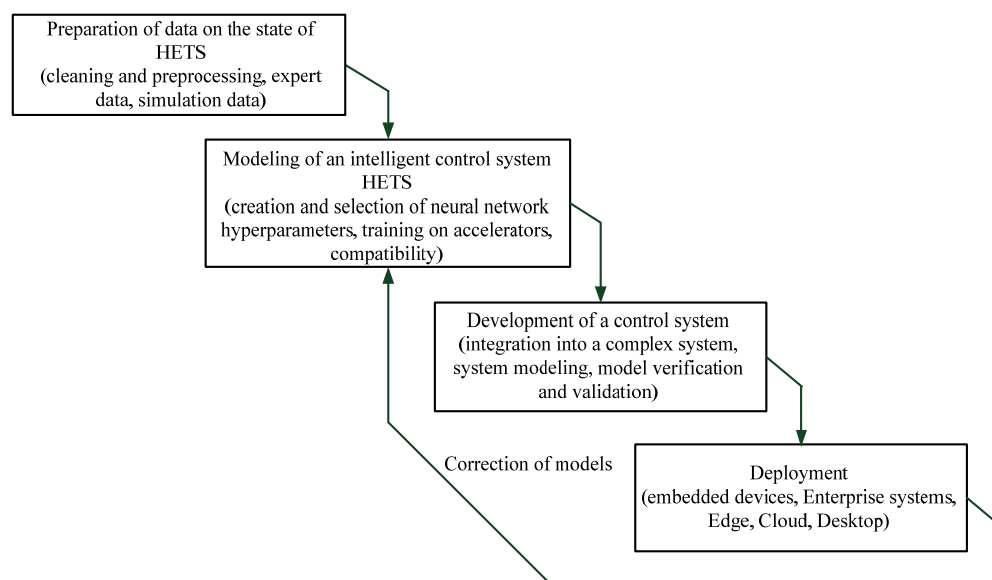 Preparation of data on the state of
HETS
(cleaning and preprocessing, expert
data, simulation data)
Modeling of an intelligent control system
HETS
(creation and selection of neural network
hyperparameters, training on accelerators,
compatibility)
Development of a control system
(integration into a complex system,
system modeling, model verification
and validation)
Correction of models
Deployment
(embedded devices, Enterprise systems,
Edge, Cloud, Desktop)